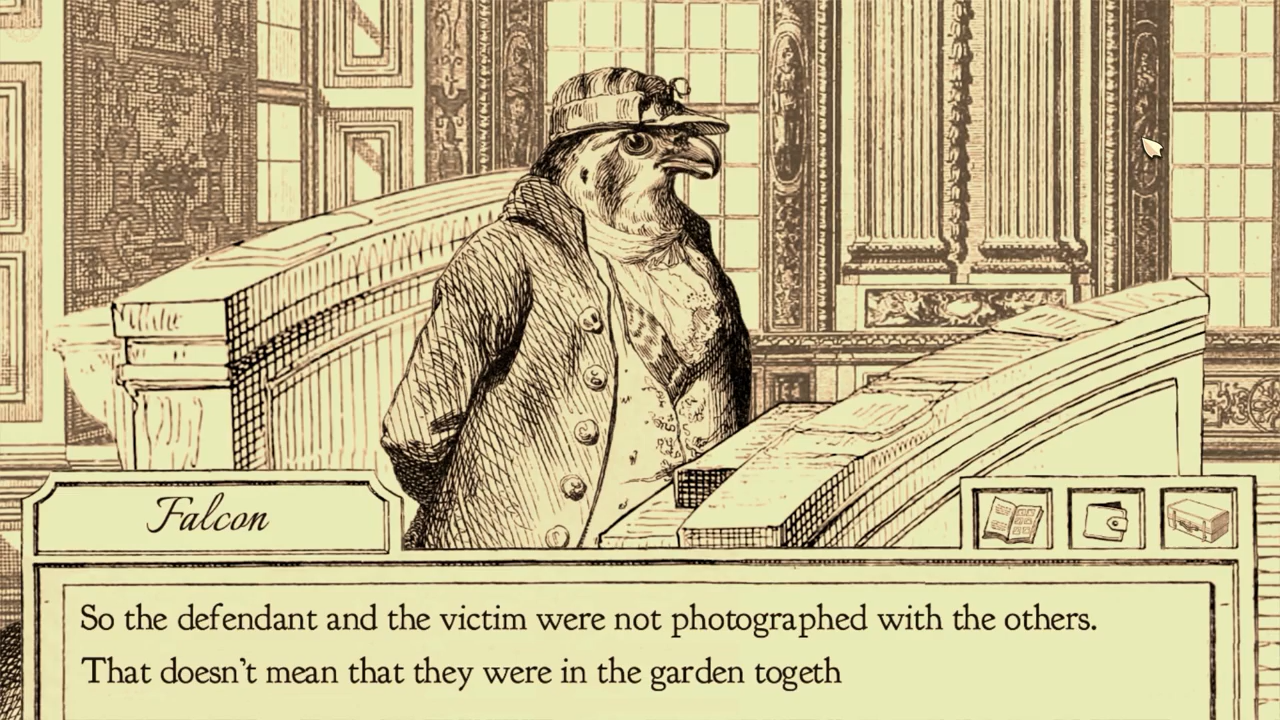 Falcon
So the defendant and the victim were not photographed with the others.
That doesn't mean that they were in the garden togeth